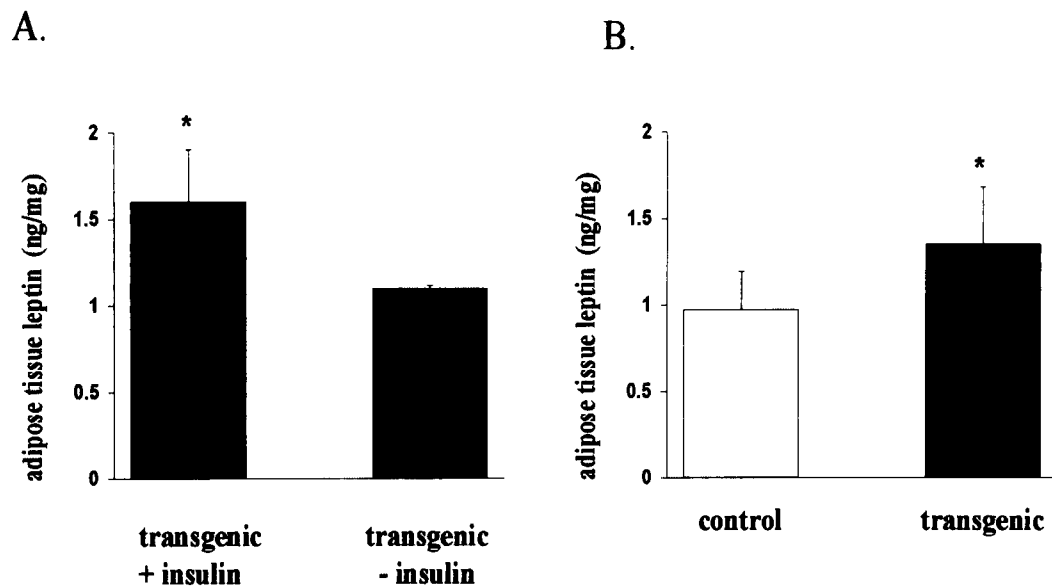 A.
B.
*
*
adipose tissue leptin (ng/mg)
2
1.5
1
0.5
0
transgenic
+ insulin
transgenic
- insulin
adipose tissue leptin (ng/mg)
2
1.5
1
0.5
0
control
transgenic